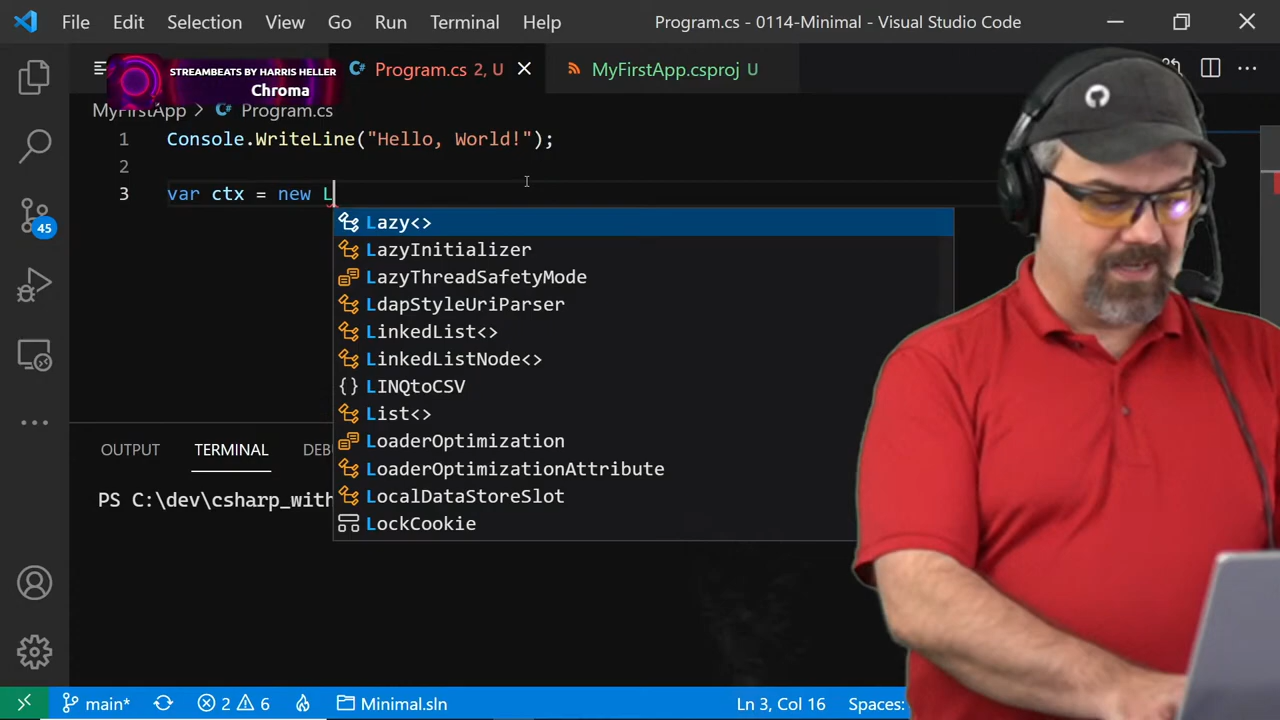 File Edit Selection View Go Run Terminal Help Program.cs - 0114-Minimal - Visual Studio Code
STREAMBEATS BY HARRIS HELLER
Chroma
Program.cs 2, U
MyFirstApp.csproj U
MyFirstApp > Program.cs
1 Console.WriteLine("Hello, World!");
2
3 var ctx = new L
Lazy<>
LazyInitializer
LazyThreadSafetyMode
LdapStyleUriParser
LinkedList<>
LinkedListNode<>
LINQtoCSV
List<>
LoaderOptimization
LoaderOptimizationAttribute
LocalDataStoreSlot
LockCookie
45
OUTPUT TERMINAL DEB
PS C:\dev\csharp_with
main* 2 6 Minimal.sln Ln 3, Col 16 Spaces: